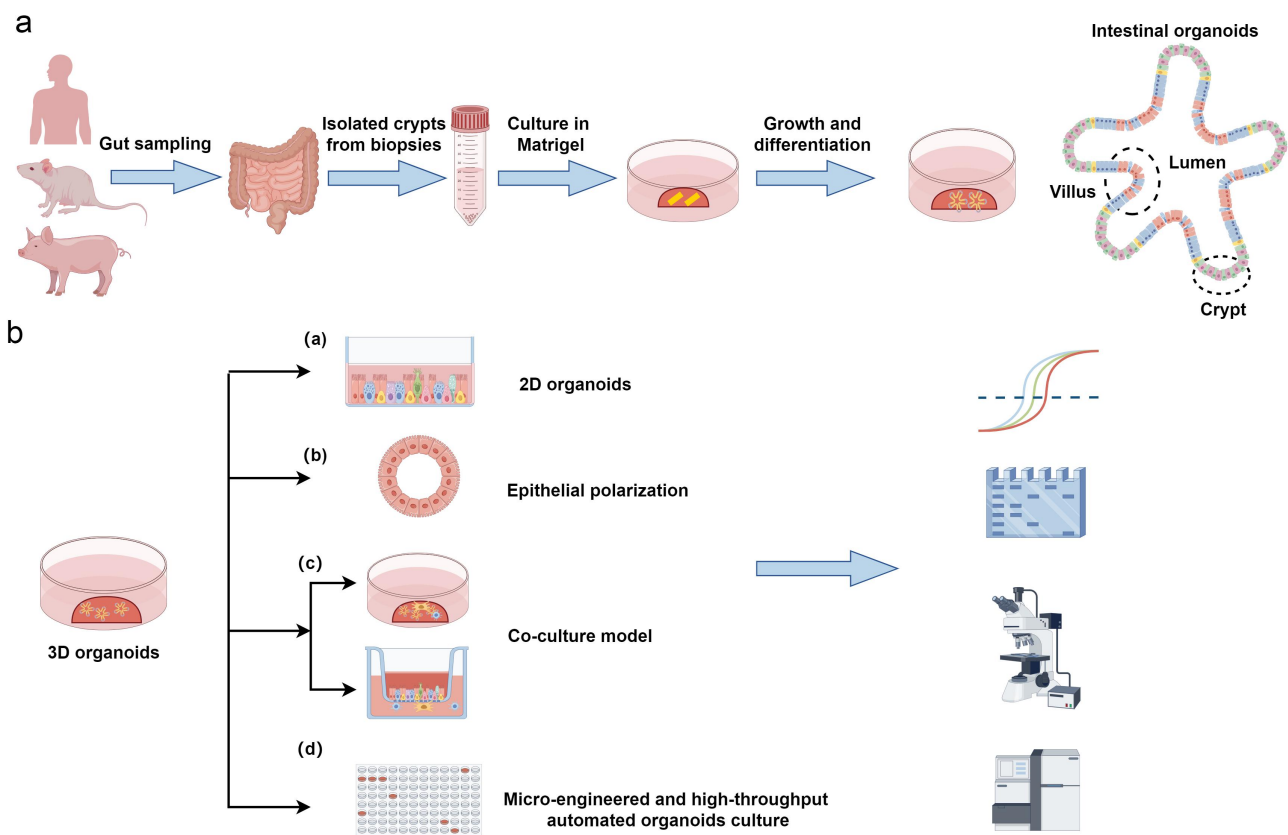 a
Intestinal organoids
Gut sampling
Isolated crypts
from biopsies
Culture in
Matrigel
Growth and
differentiation
Lumen
Villus
Crypt
b
(a)
2D organoids
(b)
Epithelial polarization
(c)
Co-culture model
3D organoids
(d)
Micro-engineered and high-throughput
automated organoids culture